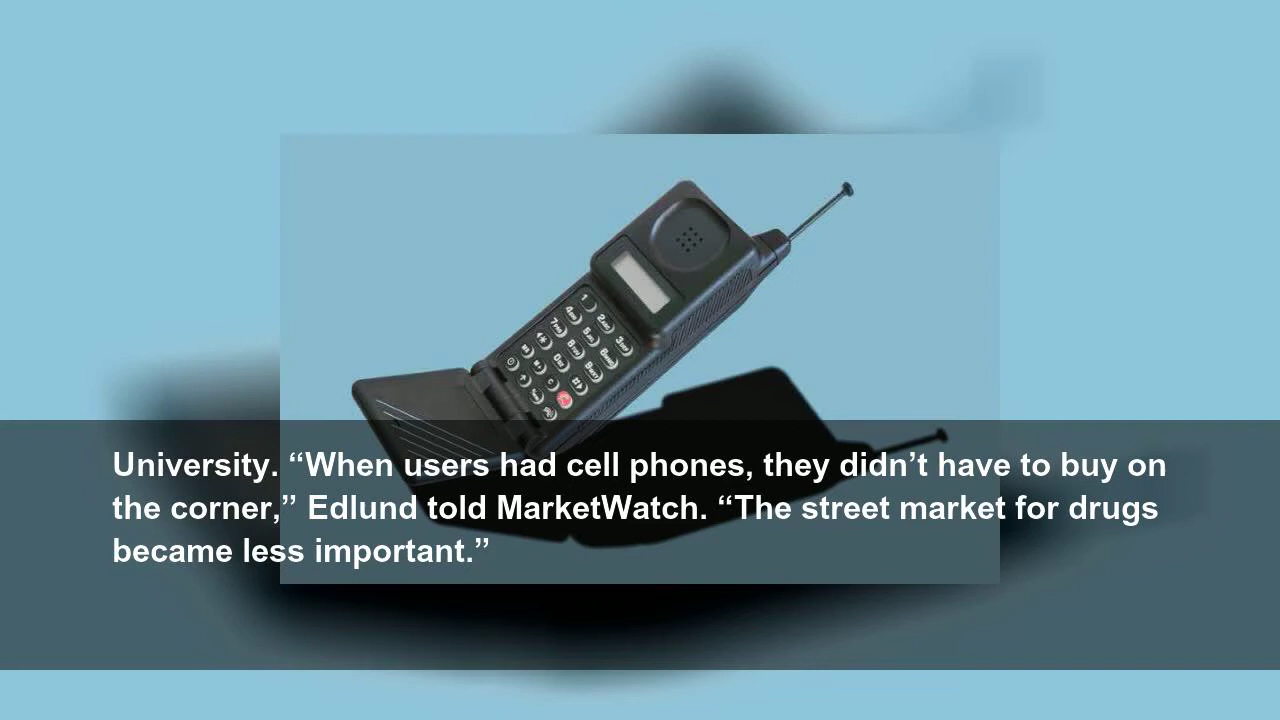 University. “When users had cell phones, they didn’t have to buy on
the corner,” Edlund told MarketWatch. “The street market for drugs
became less important.”